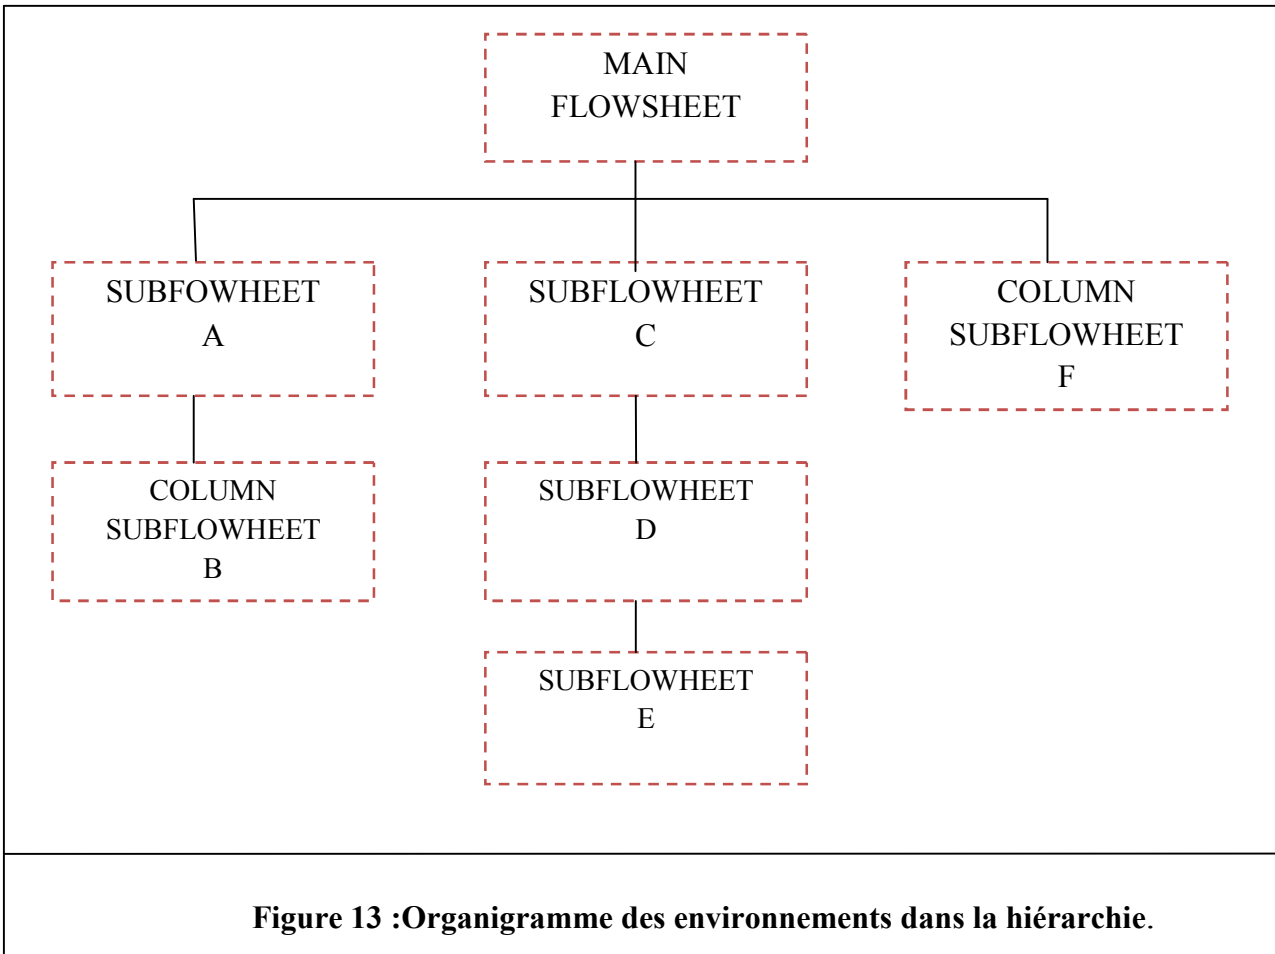 MAIN
FLOWSHEET
SUBFOWHEET
A
SUBFLOWHEET
C
COLUMN
SUBFLOWHEET
F
COLUMN
SUBFLOWHEET
B
SUBFLOWHEET
D
SUBFLOWHEET
E
Figure 13 :Organigramme des environnements dans la hiérarchie.